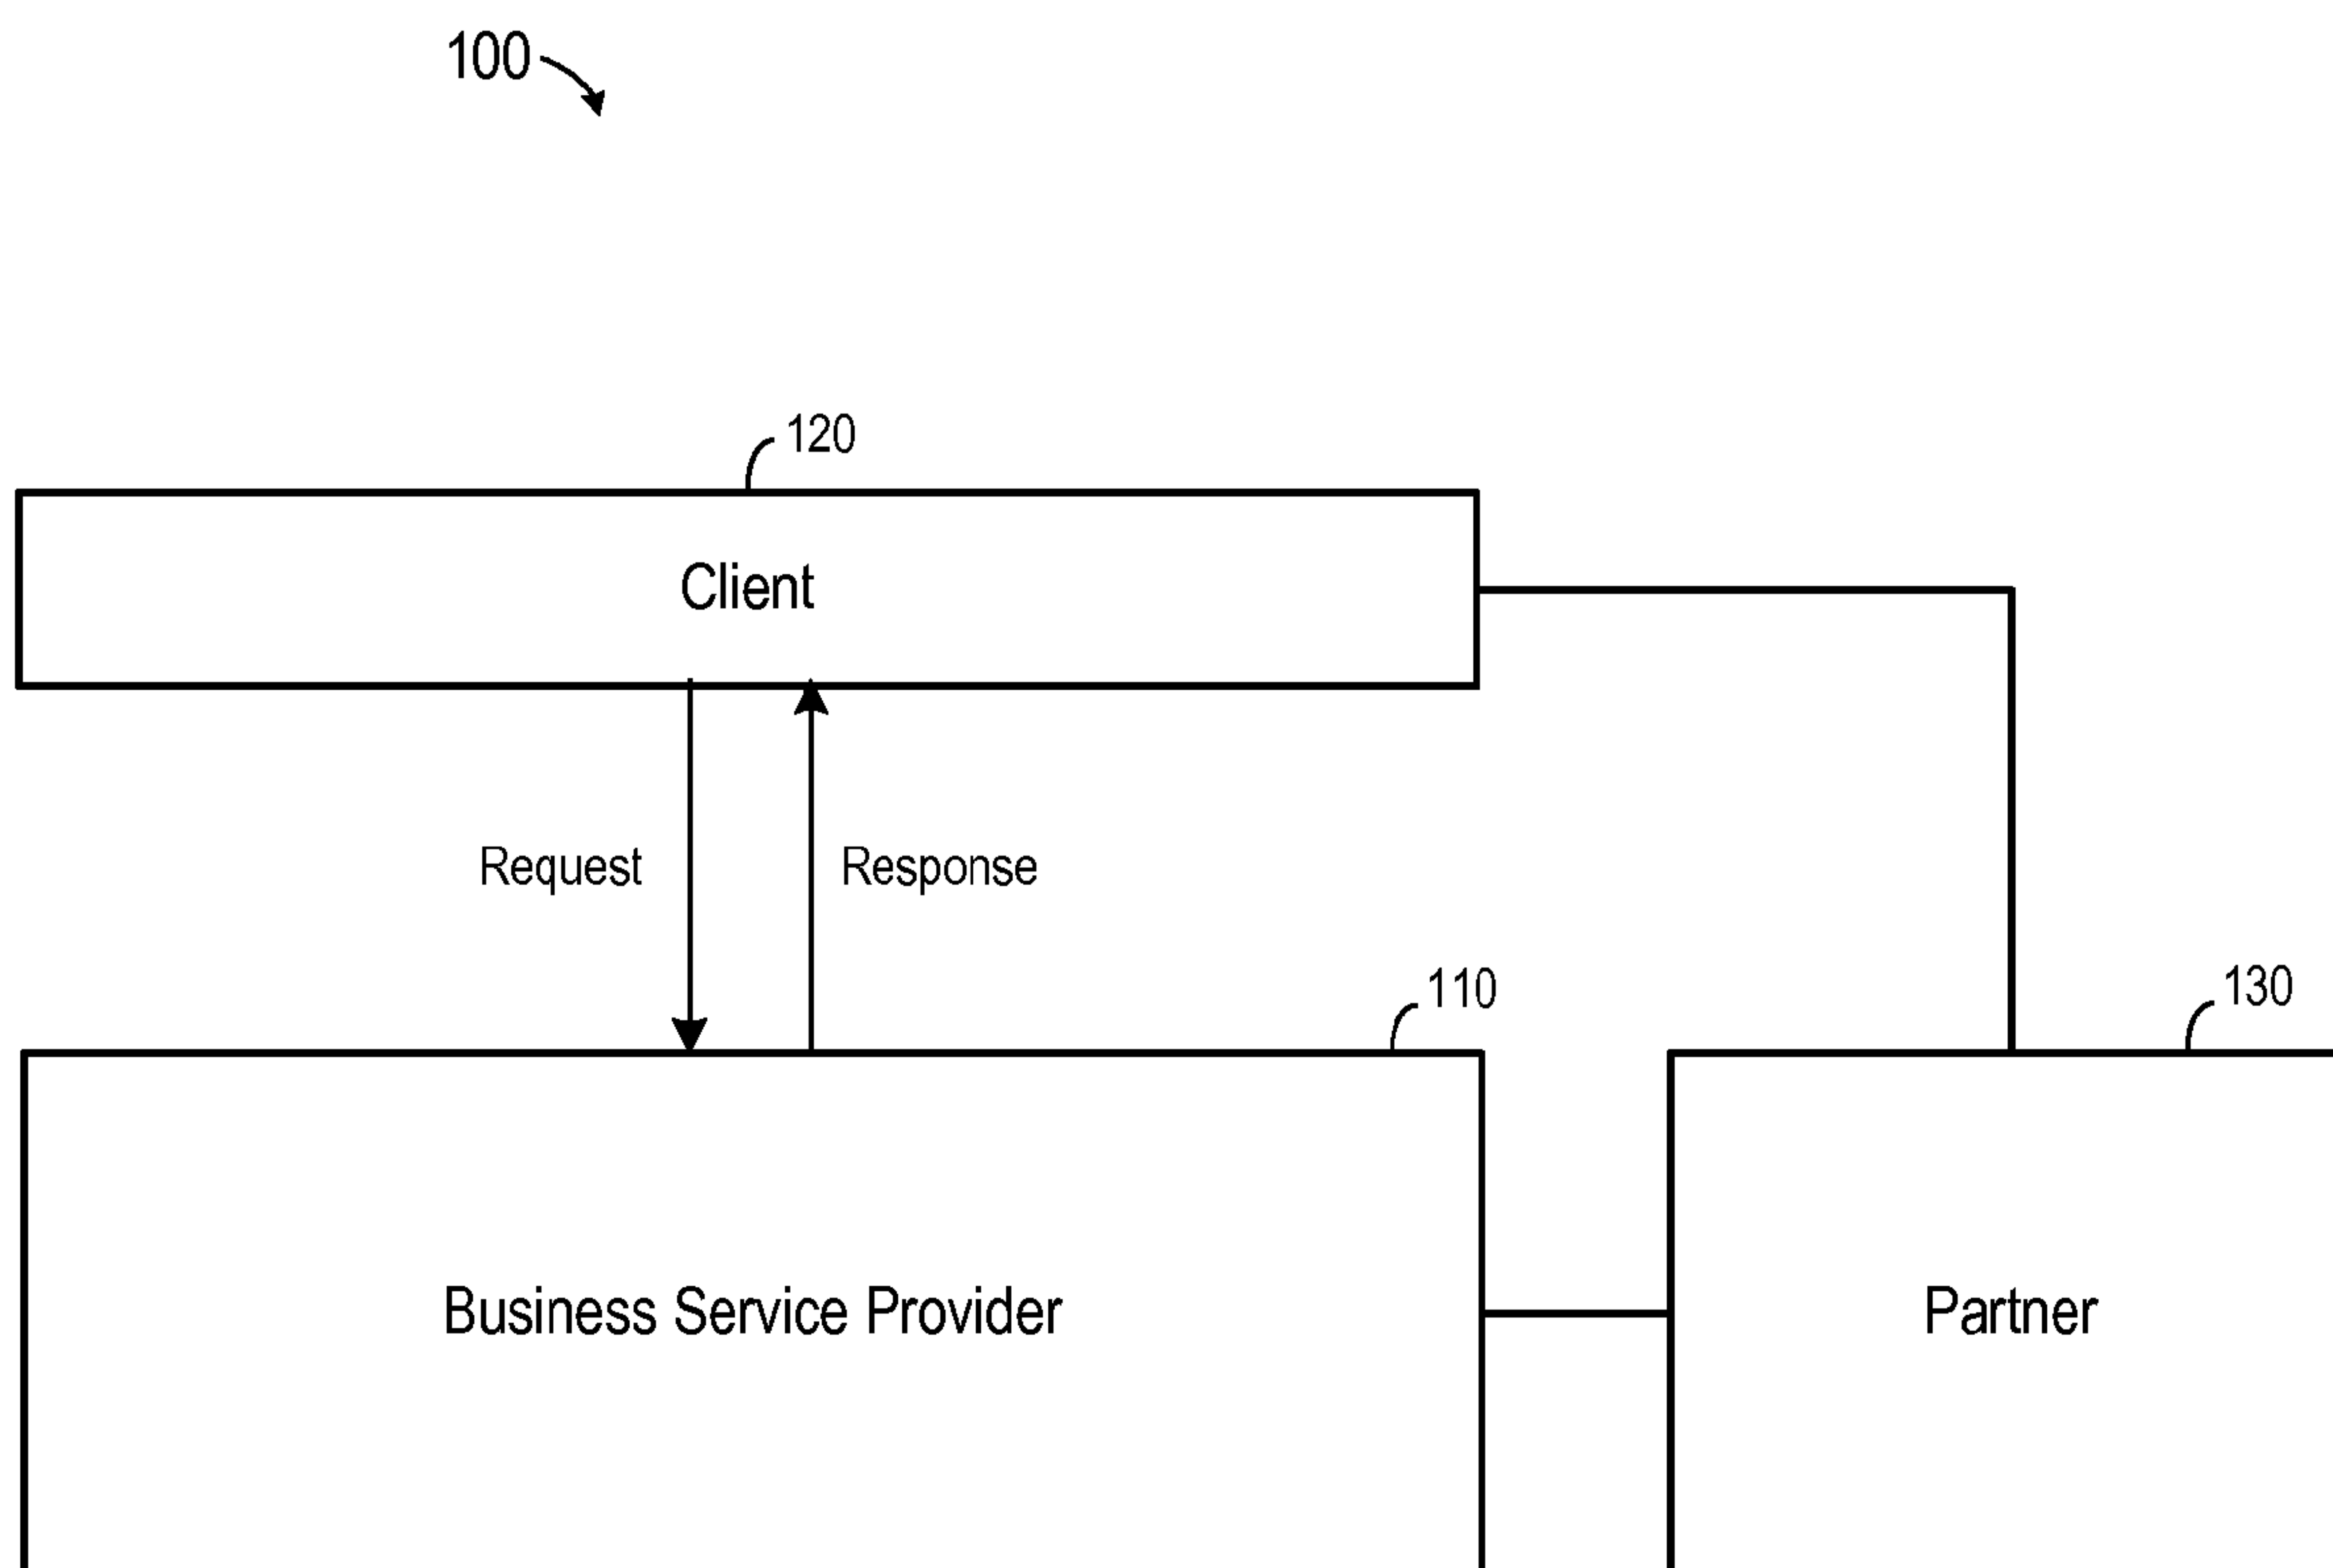 100
120
Client
Request
Response
110
130
Business Service Provider
Partner